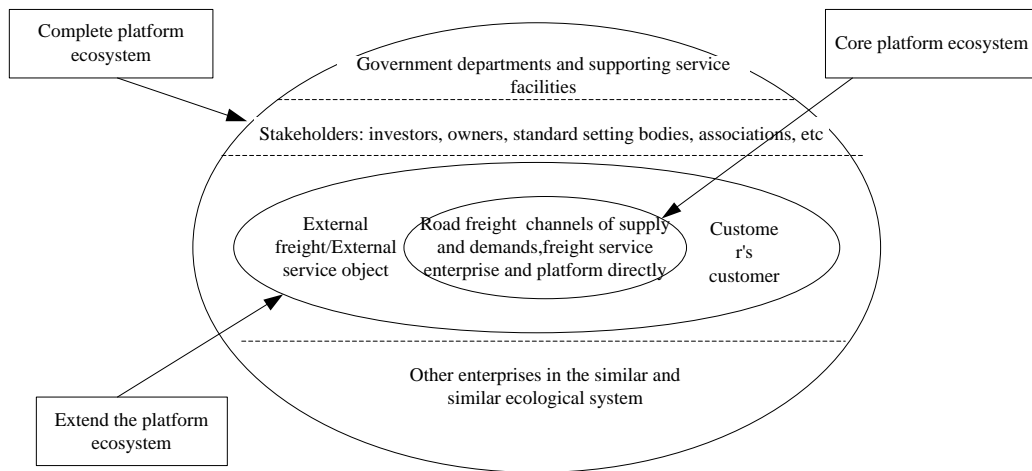 Complete platform
ecosystem
Core platform ecosystem
Government departments and supporting service
facilities
Stakeholders: investors, owners, standard setting bodies, associations, etc
External
freight/External
service object
Road freight channels of supply
and demands,freight service
enterprise and platform directly
Custome
r's
customer
Other enterprises in the similar and
similar ecological system
Extend the platform
ecosystem